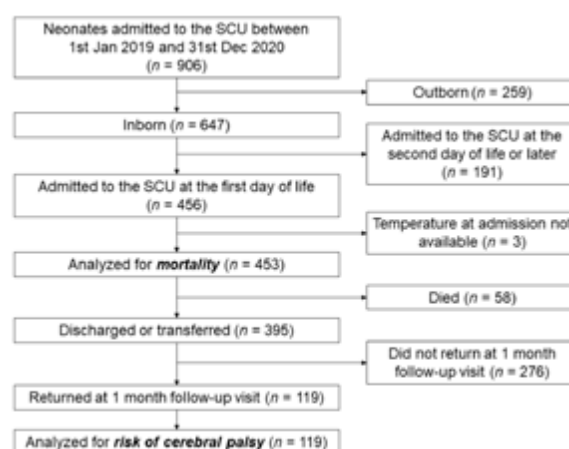 Neonates admitted to the SCU between
1st Jan 2019 and 31st Dec 2020
(n = 906)
Outborn (n = 259)
Inborn (n = 647)
Admitted to the SCU at the
second day of life or later
(n = 191)
Admitted to the SCU at the first day of life
(n = 456)
Temperature at admission not
available (n = 3)
Analyzed for mortality (n = 453)
Died (n = 58)
Discharged or transferred (n = 395)
Did not return at 1 month
follow-up visit (n = 276)
Returned at 1 month follow-up visit (n = 119)
Analyzed for risk of cerebral palsy (n = 119)